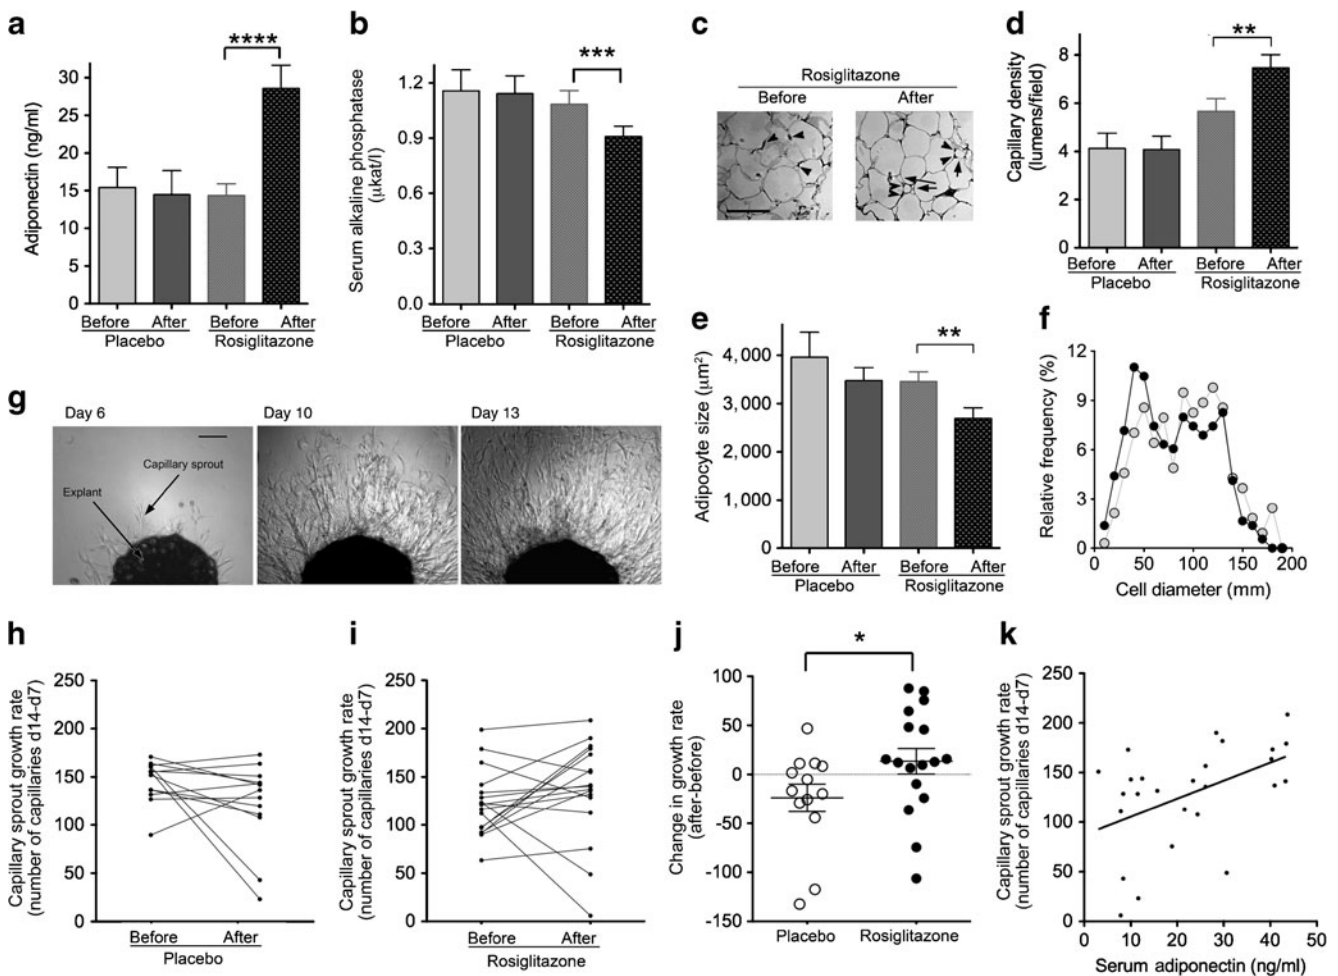 a
Adiponectin (ng/ml)
30
25
20
15
10
5
0
****
Before After Before After
Placebo Rosiglitazone
b
Serum alkaline phosphatase
(μkat/l)
1.2
0.9
0.6
0.3
0.0
***
Before After Before After
Placebo Rosiglitazone
c
Rosiglitazone
Before After
d
Capillary density
(lumens/field)
8
6
4
2
0
**
Before After Before After
Placebo Rosiglitazone
e
Adipocyte size (μm²)
4,000
3,000
2,000
1,000
0
**
Before After Before After
Placebo Rosiglitazone
f
Relative frequency (%)
12
9
6
3
0
0 50 100 150 200
Cell diameter (mm)
g
Day 6 Day 10 Day 13
Capillary sprout
Explant
h
Capillary sprout growth rate
(number of capillaries d14-d7)
250
200
150
100
50
0
Before After
Placebo
i
Capillary sprout growth rate
(number of capillaries d14-d7)
250
200
150
100
50
0
Before After
Rosiglitazone
j
Change in growth rate
(after-before)
100
50
0
-50
-100
-150
*
Placebo Rosiglitazone
k
Capillary sprout growth rate
(number of capillaries d14-d7)
250
200
150
100
50
0
0 10 20 30 40 50
Serum adiponectin (ng/ml)